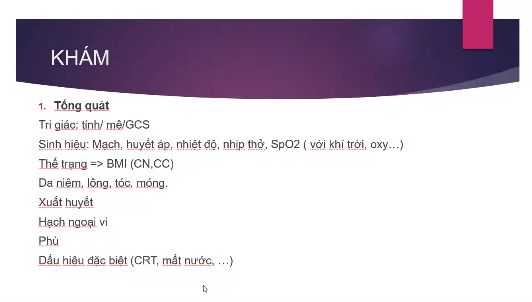 KHÁM
1. Tổng quát
Tri giác: tỉnh/ mê/GCS
Sinh hiệu: Mạch, huyết áp, nhiệt độ, nhịp thở, SpO2 ( với khí trời, oxy…)
Thể trạng => BMI (CN,CC)
Da niêm, lông, tóc, móng.
Xuất huyết
Hạch ngoại vi
Phù
Dấu hiệu đặc biệt (CRT, mất nước, …)